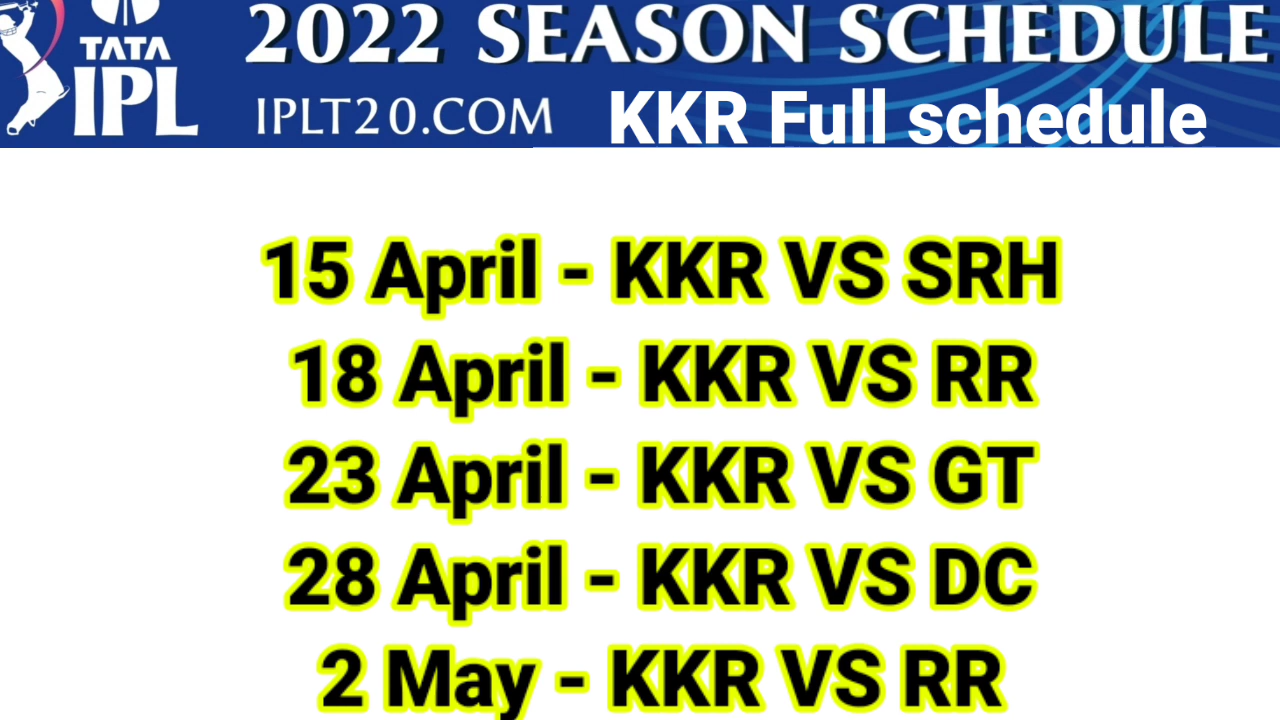 2022 SEASON SCHEDULE
TATA
IPL
IPLT20.COM
KKR Full schedule
15 April - KKR VS SRH
18 April - KKR VS RR
23 April - KKR VS GT
28 April - KKR VS DC
2 May - KKR VS RR